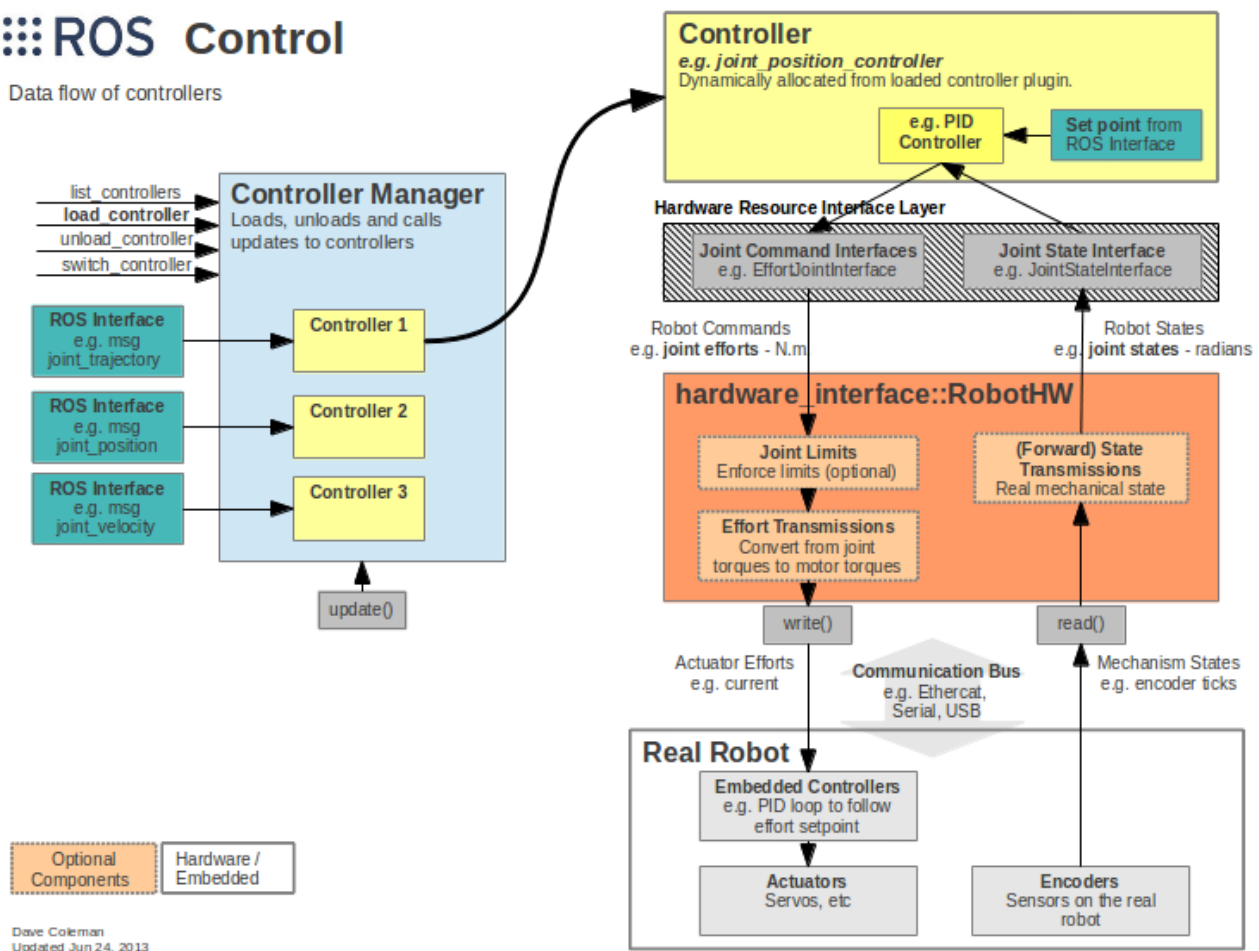 ROS Control
Data flow of controllers
list_controllers
load_controller
unload_controller
switch_controller
Controller Manager
Loads, unloads and calls
updates to controllers
ROS Interface
e.g. msg
joint_trajectory
Controller 1
ROS Interface
e.g. msg
joint_position
Controller 2
ROS Interface
e.g. msg
joint_velocity
Controller 3
update()
Controller
e.g. joint_position_controller
Dynamically allocated from loaded controller plugin.
e.g. PID
Controller
Set point from
ROS Interface
Hardware Resource Interface Layer
Joint Command Interfaces
e.g. EffortJointInterface
Joint State Interface
e.g. JointStateInterface
Robot Commands
e.g. joint efforts - N.m
Robot States
e.g. joint states - radians
hardware_interface::RobotHW
Joint Limits
Enforce limits (optional)
Effort Transmissions
Convert from joint
torques to motor torques
(Forward) State
Transmissions
Real mechanical state
write()
read()
Actuator Efforts
e.g. current
Communication Bus
e.g. Ethercat,
Serial, USB
Mechanism States
e.g. encoder ticks
Real Robot
Embedded Controllers
e.g. PID loop to follow
effort setpoint
Actuators
Servos, etc
Encoders
Sensors on the real
robot
Optional
Components
Hardware /
Embedded
Dave Coleman
Updated Jun 24, 2013